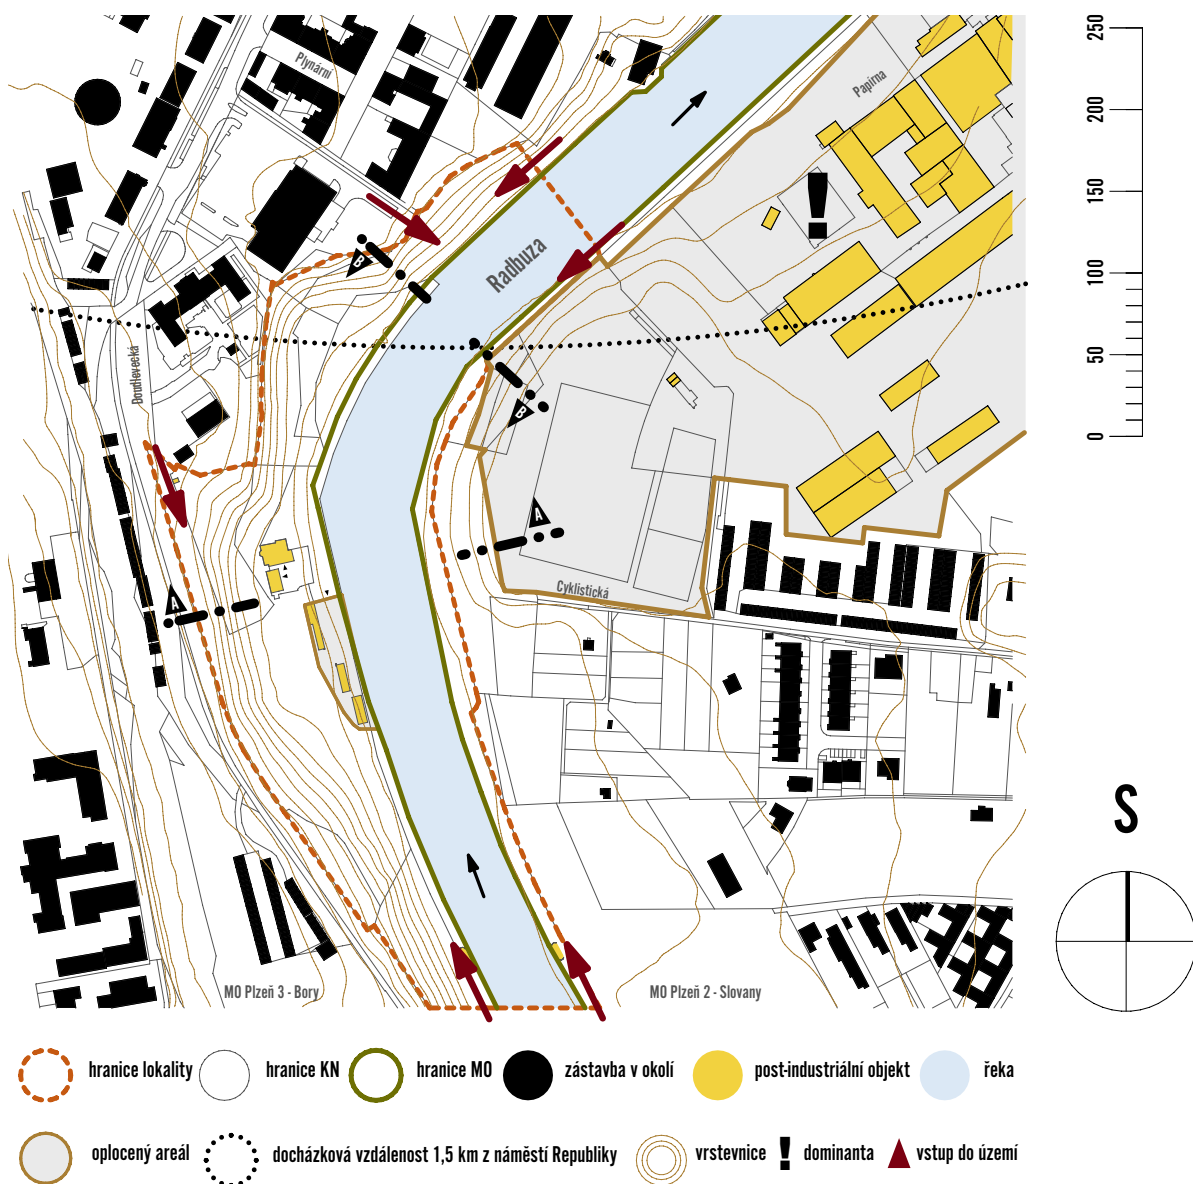 Plynární
Papírna
Radbuza
B
B
Doudlevecká
A
A
Cyklistická
MO Plzeň 3 - Bory
MO Plzeň 2 - Slovany
250
200
150
100
50
0
S
!
hranice lokality
hranice KN
hranice MO
zástavba v okolí
post-industriální objekt
řeka
oplocený areál
docházková vzdálenost 1,5 km z náměstí Republiky
vrstevnice
! dominanta
vstup do území